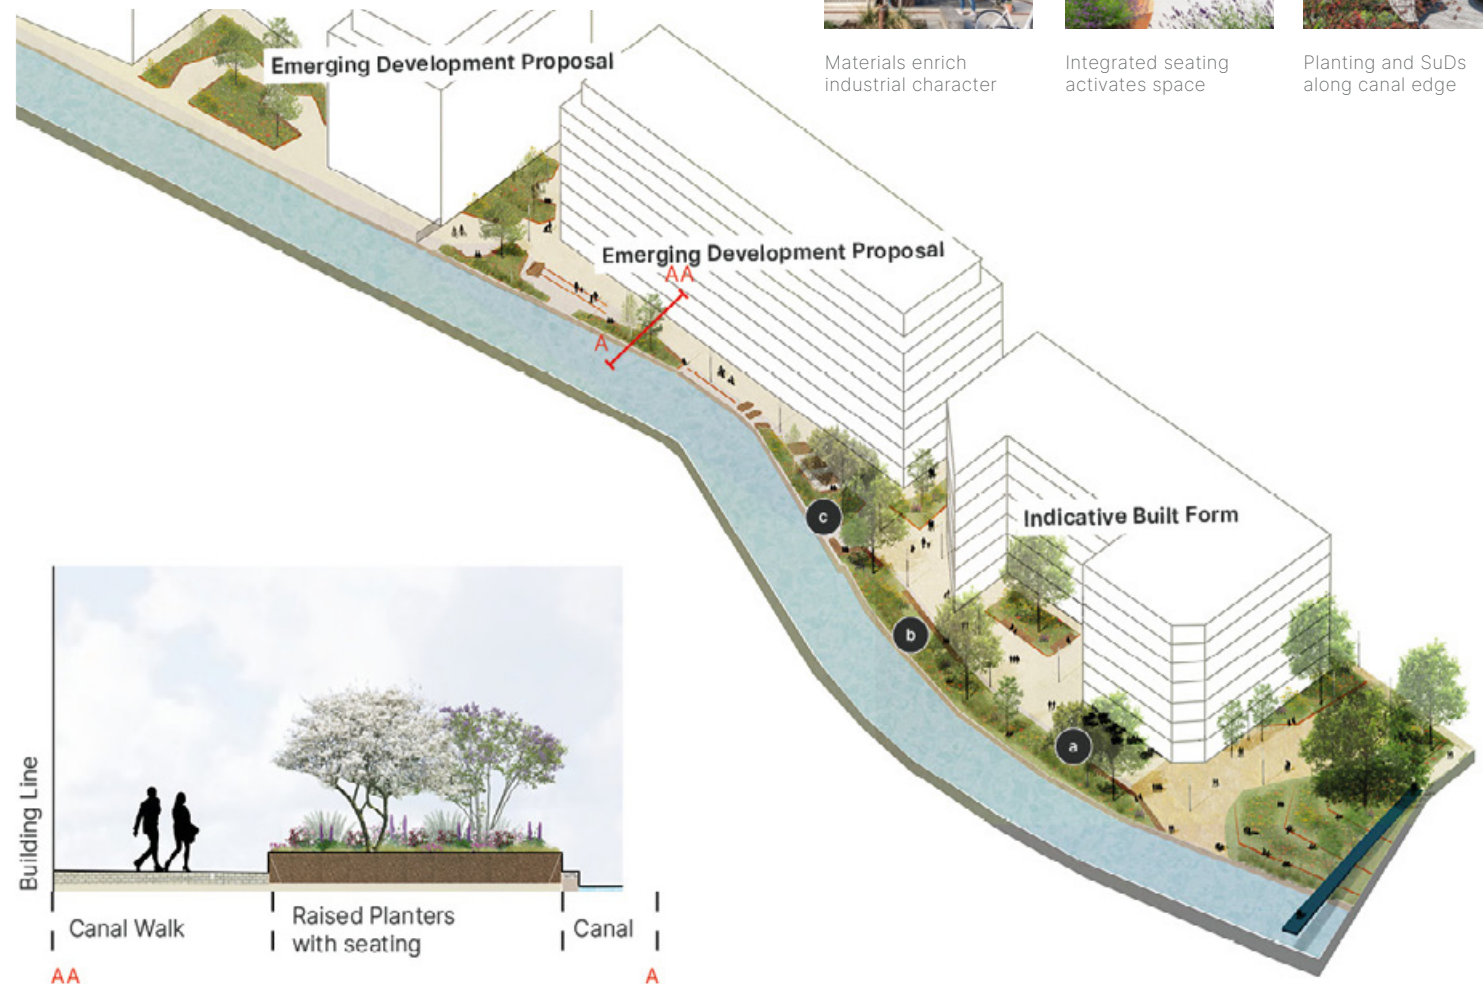 Materials enrich
industrial character
Integrated seating
activates space
Planting and SuDs
along canal edge
Emerging Development Proposal
Emerging Development Proposal
AA
A
Indicative Built Form
c
b
a
Building Line
Canal Walk
Raised Planters
with seating
Canal
AA
A